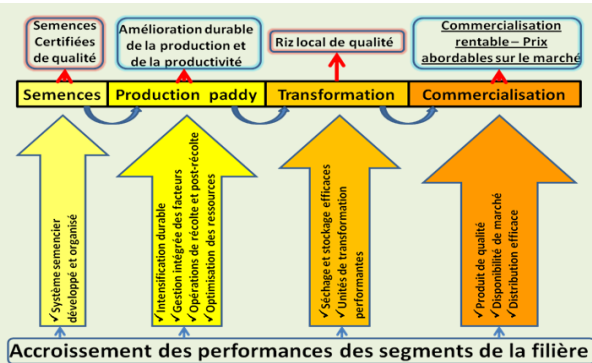 Semences
Certifiées
de qualité
Amélioration durable
de la production et
de la productivité
Riz local de qualité
Commercialisation
rentable – Prix
abordables sur le marché
Semences
Production paddy
Transformation
Commercialisation
✓Système semencier
développé et organisé
✓Intensification durable
✓Gestion intégrée des facteurs
✓Opérations de récolte et post-récolte
✓Optimisation des ressources
✓Séchage et stockage efficaces
✓Unités de transformation
performantes
✓Produit de qualité
✓Disponibilité de marché
✓Distribution efficace
Accroissement des performances des segments de la filière